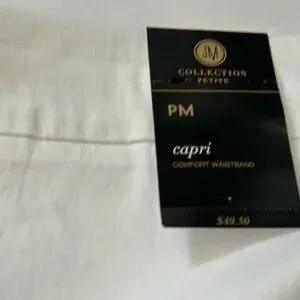 JM
COLLECTION
PETITE
PM
capri
COMFORT WAISTBAND
$49.50